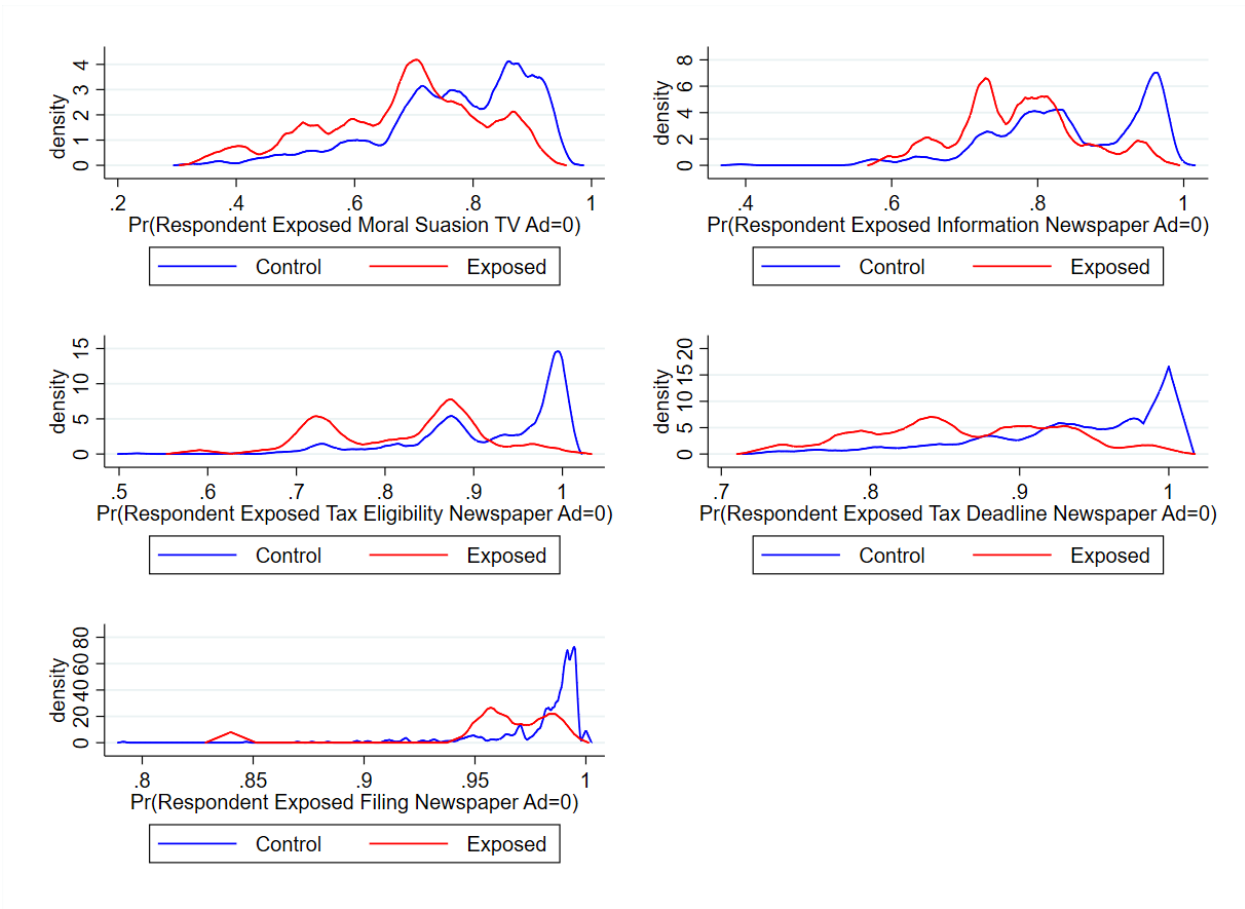 density
4
3
2
1
0
.2 .4 .6 .8 1
Pr(Respondent Exposed Moral Suasion TV Ad=0)
Control Exposed
density
8
6
4
2
0
.4 .6 .8 1
Pr(Respondent Exposed Information Newspaper Ad=0)
Control Exposed
density
15
10
5
0
.5 .6 .7 .8 .9 1
Pr(Respondent Exposed Tax Eligibility Newspaper Ad=0)
Control Exposed
density
20
15
10
5
0
.7 .8 .9 1
Pr(Respondent Exposed Tax Deadline Newspaper Ad=0)
Control Exposed
density
80
60
40
20
0
.8 .85 .9 .95 1
Pr(Respondent Exposed Filing Newspaper Ad=0)
Control Exposed